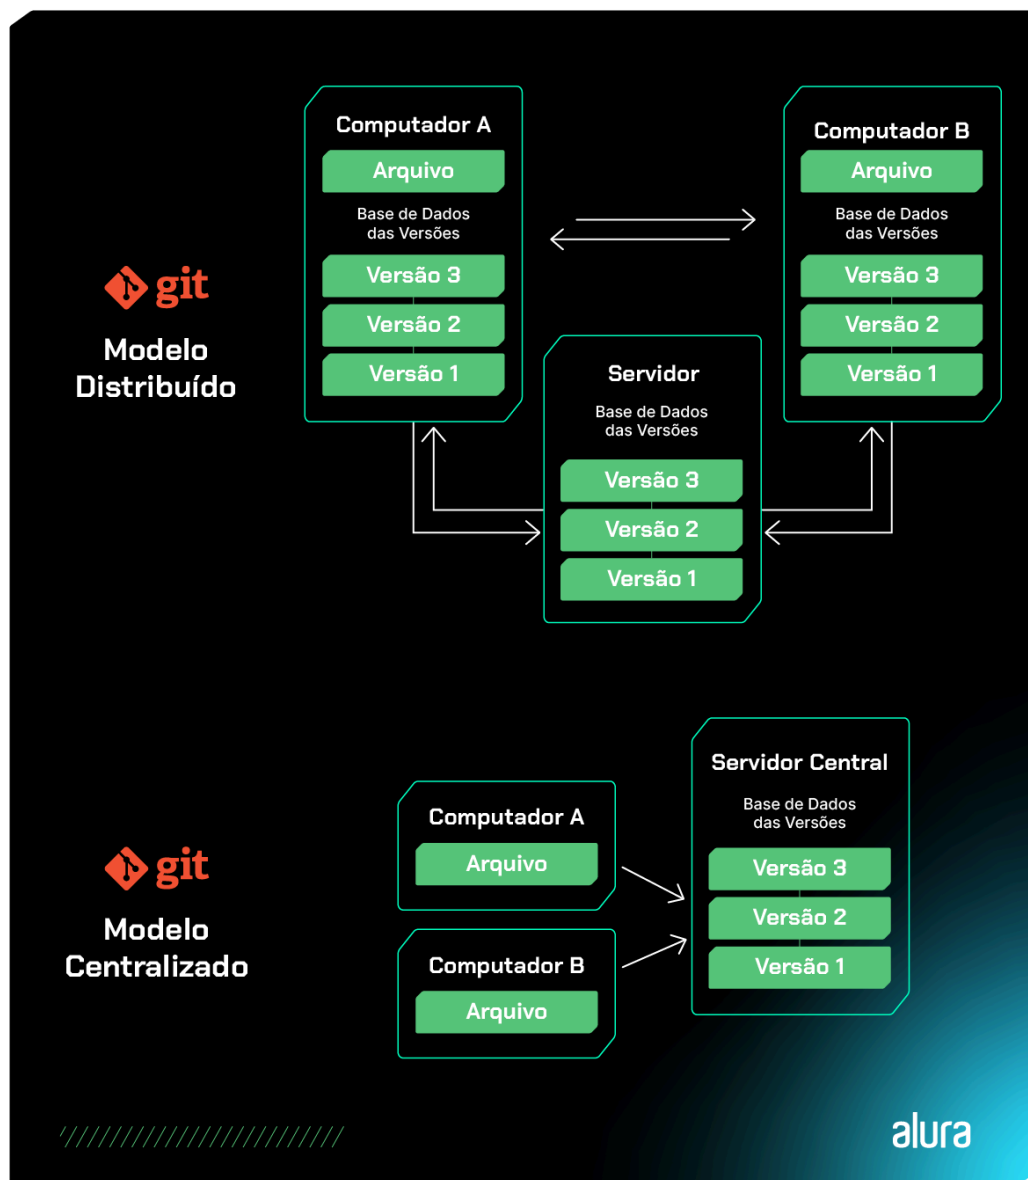 Computador A
Arquivo
Base de Dados
das Versões
Versão 3
Versão 2
Versão 1
Computador B
Arquivo
Base de Dados
das Versões
Versão 3
Versão 2
Versão 1
git
Modelo
Distribuído
Servidor
Base de Dados
das Versões
Versão 3
Versão 2
Versão 1
git
Modelo
Centralizado
Computador A
Arquivo
Computador B
Arquivo
Servidor Central
Base de Dados
das Versões
Versão 3
Versão 2
Versão 1
alura